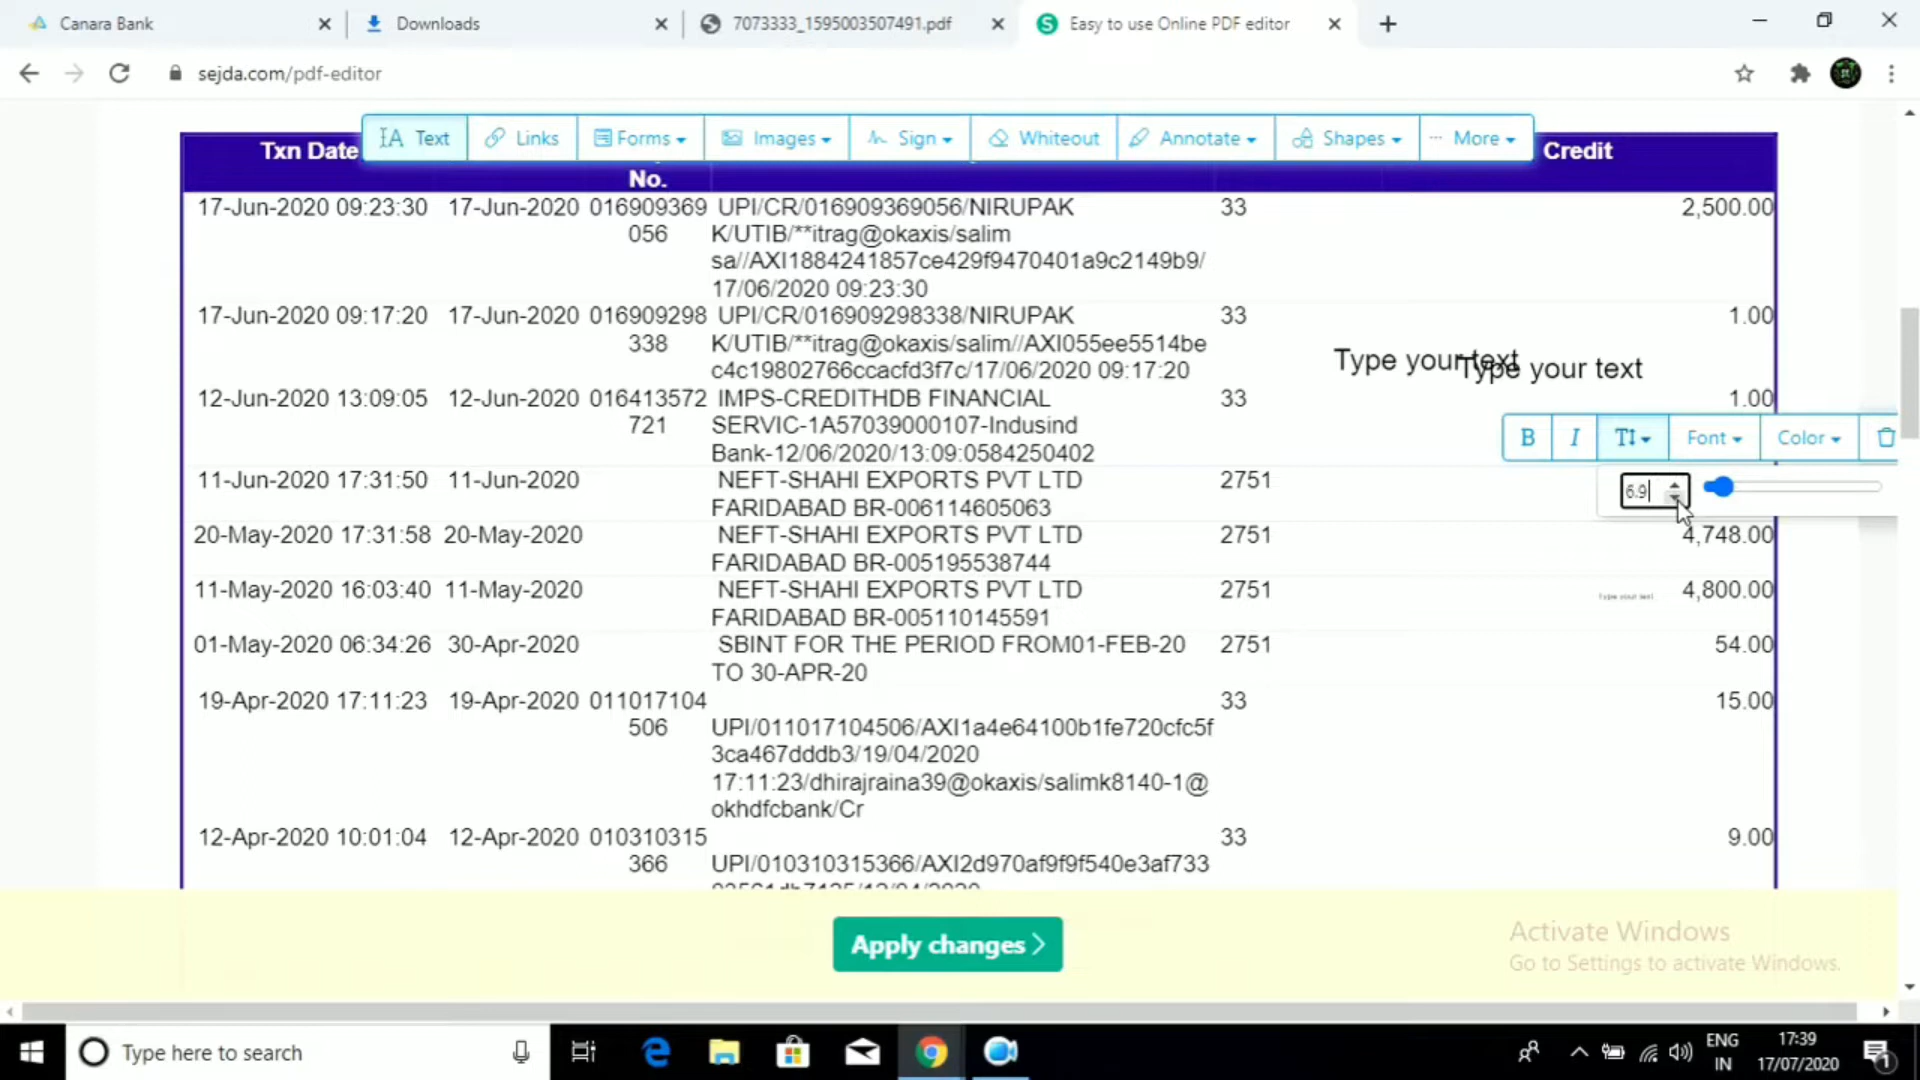 Canara Bank
Downloads
7073333_1595003507491.pdf
Easy to use Online PDF editor
sejda.com/pdf-editor
Text Links Forms Images Sign Whiteout Annotate Shapes More
Txn Date
No.
Credit
17-Jun-2020 09:23:30 17-Jun-2020 016909369 UPI/CR/016909369056/NIRUPAK 33 2,500.00
056 K/UTIB/**itrag@okaxis/salim
sa//AXI1884241857ce429f9470401a9c2149b9/
17/06/2020 09:23:30
17-Jun-2020 09:17:20 17-Jun-2020 016909298 UPI/CR/016909298338/NIRUPAK 33 1.00
338 K/UTIB/**itrag@okaxis/salim//AXI055ee5514be
c4c19802766ccacfd3f7c/17/06/2020 09:17:20
Type your text
Type your text
12-Jun-2020 13:09:05 12-Jun-2020 016413572 IMPS-CREDITHDB FINANCIAL 33 1.00
721 SERVIC-1A57039000107-Indusind
Bank-12/06/2020/13:09:0584250402
B I T Font Color
6.9
11-Jun-2020 17:31:50 11-Jun-2020 NEFT-SHAHI EXPORTS PVT LTD 2751
FARIDABAD BR-006114605063
20-May-2020 17:31:58 20-May-2020 NEFT-SHAHI EXPORTS PVT LTD 2751 4,748.00
FARIDABAD BR-005195538744
11-May-2020 16:03:40 11-May-2020 NEFT-SHAHI EXPORTS PVT LTD 2751 Type your text 4,800.00
FARIDABAD BR-005110145591
01-May-2020 06:34:26 30-Apr-2020 SBINT FOR THE PERIOD FROM01-FEB-20 2751 54.00
TO 30-APR-20
19-Apr-2020 17:11:23 19-Apr-2020 011017104 33 15.00
506 UPI/011017104506/AXI1a4e64100b1fe720cfc5f
3ca467dddb3/19/04/2020
17:11:23/dhirajraina39@okaxis/salimk8140-1@
okhdfcbank/Cr
12-Apr-2020 10:01:04 12-Apr-2020 010310315 33 9.00
366 UPI/010310315366/AXI2d970af9f9f540e3af733
Apply changes
Activate Windows
Go to Settings to activate Windows.
Type here to search
ENG 17:39
IN 17/07/2020
1